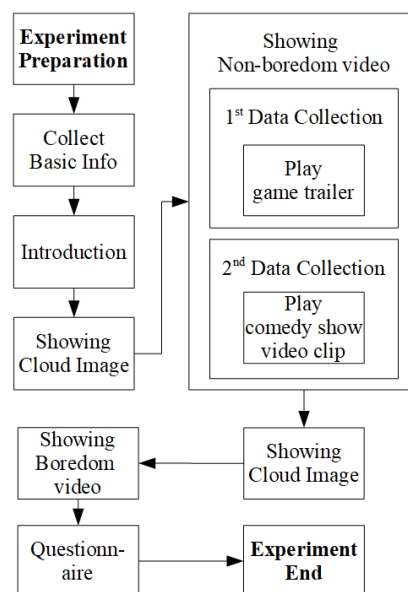 Experiment
Preparation
Collect
Basic Info
Introduction
Showing
Cloud Image
Showing
Non-boredom video
1st Data Collection
Play
game trailer
2nd Data Collection
Play
comedy show
video clip
Showing
Cloud Image
Showing
Boredom
video
Questionn-
aire
Experiment
End